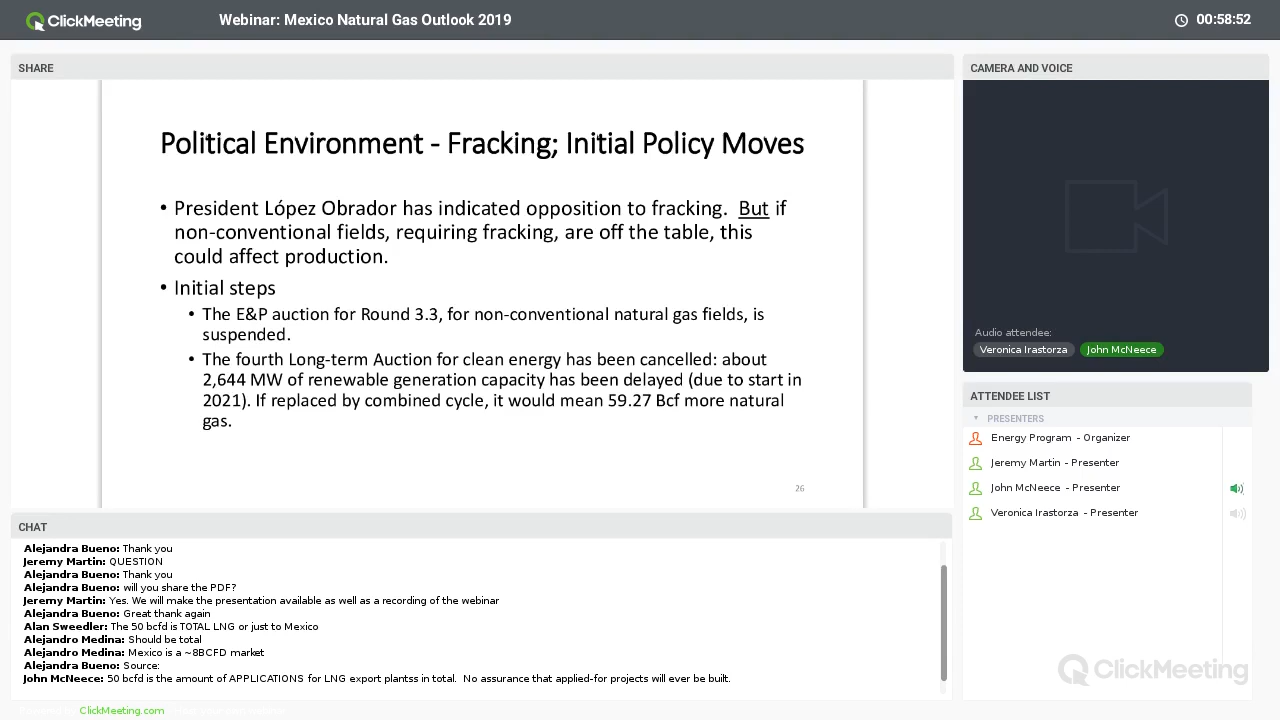 ClickMeeting
Webinar: Mexico Natural Gas Outlook 2019
00:58:52
SHARE
Political Environment - Fracking; Initial Policy Moves
• President López Obrador has indicated opposition to fracking. But if
non-conventional fields, requiring fracking, are off the table, this
could affect production.
• Initial steps
• The E&P auction for Round 3.3, for non-conventional natural gas fields, is
suspended.
• The fourth Long-term Auction for clean energy has been cancelled: about
2,644 MW of renewable generation capacity has been delayed (due to start in
2021). If replaced by combined cycle, it would mean 59.27 Bcf more natural
gas.
26
CAMERA AND VOICE
Audio attendee:
Veronica Irastorza
John McNeece
ATTENDEE LIST
PRESENTERS
Energy Program - Organizer
Jeremy Martin - Presenter
John McNeece - Presenter
Veronica Irastorza - Presenter
CHAT
Alejandra Bueno: Thank you
Jeremy Martin: QUESTION
Alejandra Bueno: Thank you
Alejandra Bueno: will you share the PDF?
Jeremy Martin: Yes. We will make the presentation available as well as a recording of the webinar
Alejandra Bueno: Great thank again
Alan Sweedler: The 50 bcfd is TOTAL LNG or just to Mexico
Alejandro Medina: Should be total
Alejandro Medina: Mexico is a ~8BCFD market
Alejandra Bueno: Source:
John McNeece: 50 bcfd is the amount of APPLICATIONS for LNG export plantss in total. No assurance that applied-for projects will ever be built.
ClickMeeting
ClickMeeting.com